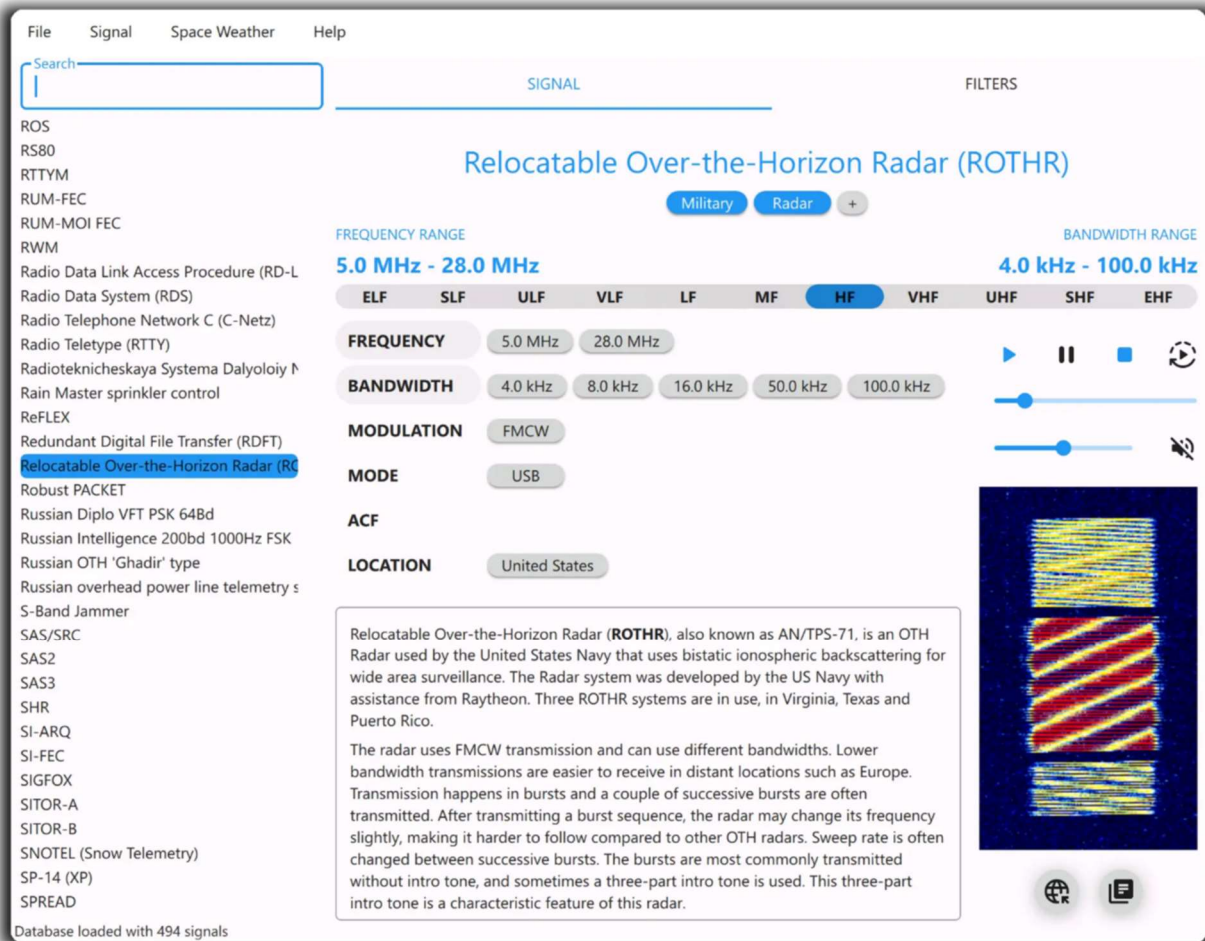 File Signal Space Weather Help
Search
SIGNAL FILTERS
ROS
RS80
RTTYM
RUM-FEC
RUM-MOI FEC
RWM
Radio Data Link Access Procedure (RD-L
Radio Data System (RDS)
Radio Telephone Network C (C-Netz)
Radio Teletype (RTTY)
Radioteknicheskaya Systema Dalyoloiy N
Rain Master sprinkler control
ReFLEX
Redundant Digital File Transfer (RDFT)
Relocatable Over-the-Horizon Radar (RO
Robust PACKET
Russian Diplo VFT PSK 64Bd
Russian Intelligence 200bd 1000Hz FSK
Russian OTH 'Ghadir' type
Russian overhead power line telemetry s
S-Band Jammer
SAS/SRC
SAS2
SAS3
SHR
SI-ARQ
SI-FEC
SIGFOX
SITOR-A
SITOR-B
SNOTEL (Snow Telemetry)
SP-14 (XP)
SPREAD
Database loaded with 494 signals
Relocatable Over-the-Horizon Radar (ROTHR)
Military Radar +
FREQUENCY RANGE BANDWIDTH RANGE
5.0 MHz - 28.0 MHz 4.0 kHz - 100.0 kHz
ELF SLF ULF VLF LF MF HF VHF UHF SHF EHF
FREQUENCY 5.0 MHz 28.0 MHz
BANDWIDTH 4.0 kHz 8.0 kHz 16.0 kHz 50.0 kHz 100.0 kHz
MODULATION FMCW
MODE USB
ACF
LOCATION United States
Relocatable Over-the-Horizon Radar (ROTHR), also known as AN/TPS-71, is an OTH
Radar used by the United States Navy that uses bistatic ionospheric backscattering for
wide area surveillance. The Radar system was developed by the US Navy with
assistance from Raytheon. Three ROTHR systems are in use, in Virginia, Texas and
Puerto Rico.
The radar uses FMCW transmission and can use different bandwidths. Lower
bandwidth transmissions are easier to receive in distant locations such as Europe.
Transmission happens in bursts and a couple of successive bursts are often
transmitted. After transmitting a burst sequence, the radar may change its frequency
slightly, making it harder to follow compared to other OTH radars. Sweep rate is often
changed between successive bursts. The bursts are most commonly transmitted
without intro tone, and sometimes a three-part intro tone is used. This three-part
intro tone is a characteristic feature of this radar.